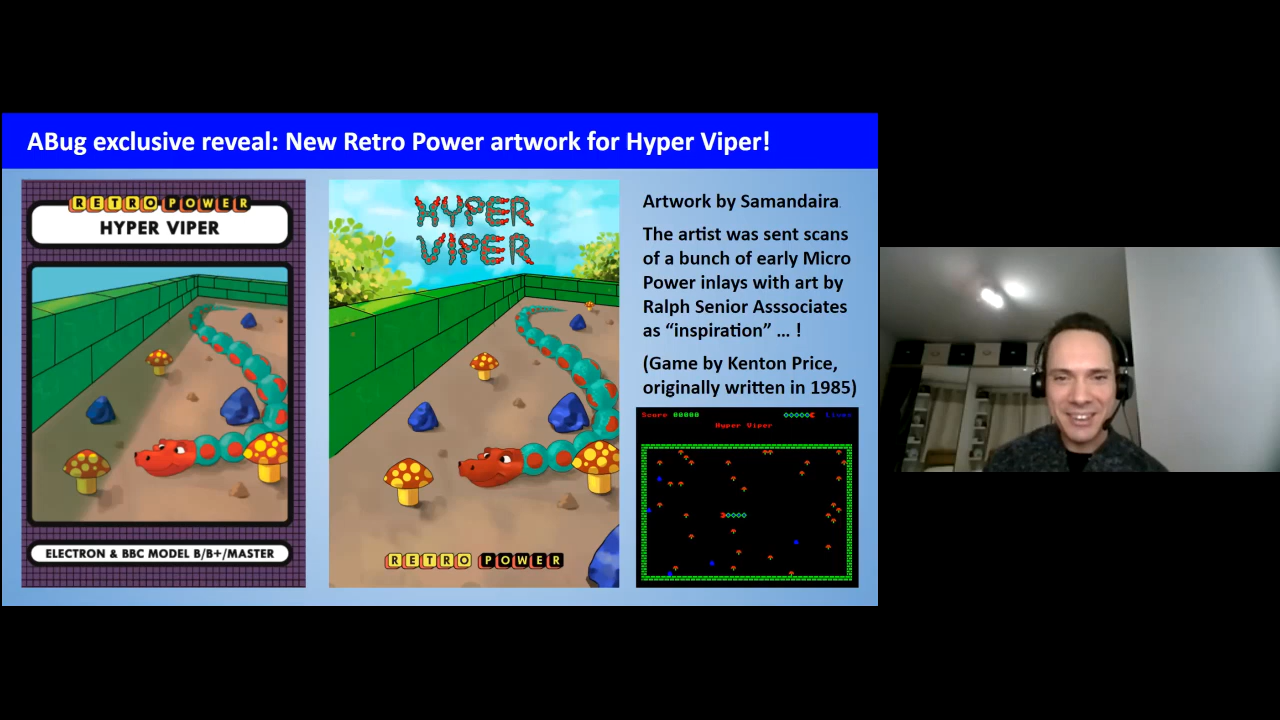 ABug exclusive reveal: New Retro Power artwork for Hyper Viper!
RETRO POWER
HYPER VIPER
ELECTRON & BBC MODEL B/B+/MASTER
HYPER
VIPER
RETRO POWER
Artwork by Samandaira.
The artist was sent scans
of a bunch of early Micro
Power inlays with art by
Ralph Senior Asssociates
as “inspiration” ... !
(Game by Kenton Price,
originally written in 1985)
Score 00000 Lives
Hyper Viper